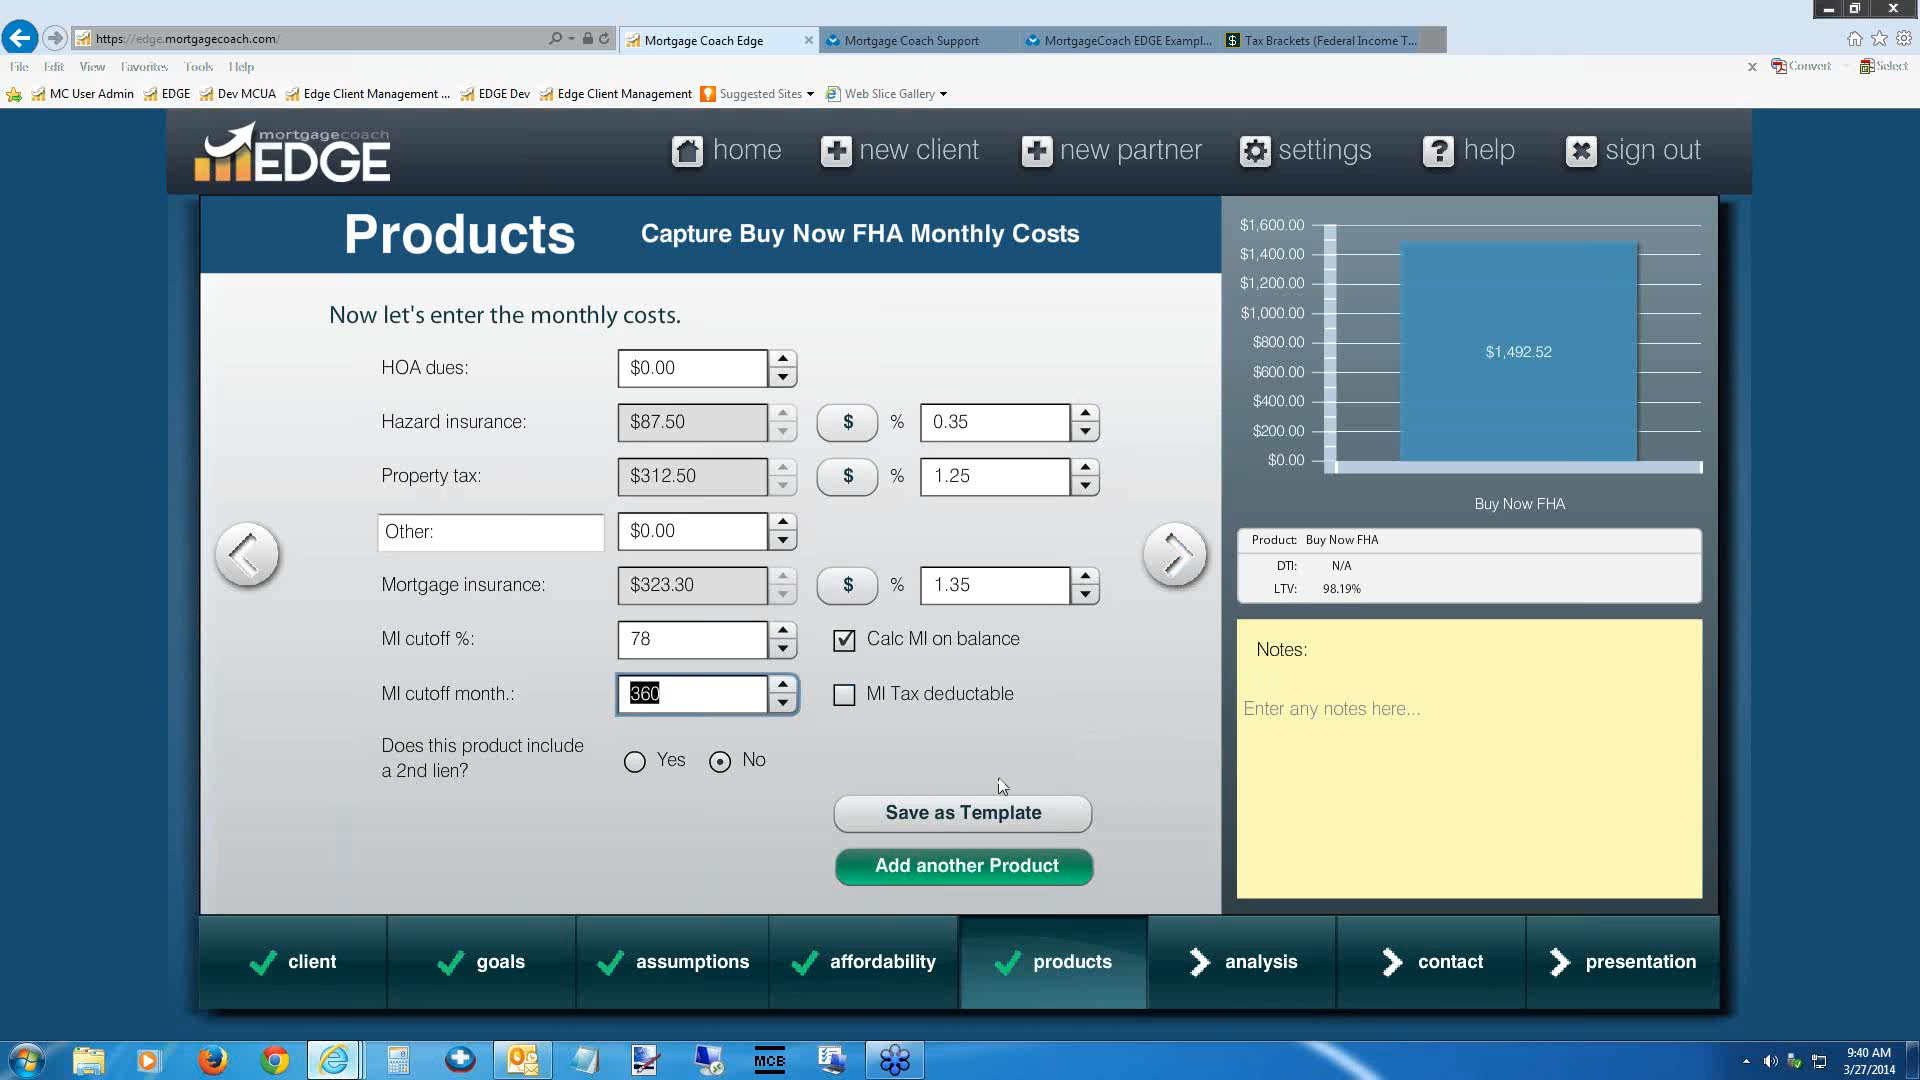 https://edge.mortgagecoach.com/
Mortgage Coach Edge
Mortgage Coach Support
MortgageCoach EDGE Exampl...
Tax Brackets (Federal Income T...
File Edit View Favorites Tools Help
x Convert Select
MC User Admin EDGE Dev MCUA Edge Client Management ... EDGE Dev Edge Client Management Suggested Sites Web Slice Gallery
mortgagecoach
EDGE
home new client new partner settings help sign out
Products
Capture Buy Now FHA Monthly Costs
Now let's enter the monthly costs.
HOA dues: $0.00
Hazard insurance: $87.50 $ % 0.35
Property tax: $312.50 $ % 1.25
Other: $0.00
Mortgage insurance: $323.30 $ % 1.35
MI cutoff %: 78 Calc MI on balance
MI cutoff month.: 360 MI Tax deductable
Does this product include
a 2nd lien? Yes No
Save as Template
Add another Product
$1,600.00
$1,400.00
$1,200.00
$1,000.00
$800.00
$600.00
$400.00
$200.00
$0.00
$1,492.52
Buy Now FHA
Product: Buy Now FHA
DTI: N/A
LTV: 98.19%
Notes:
Enter any notes here...
client goals assumptions affordability products analysis contact presentation
MCB
9:40 AM
3/27/2014